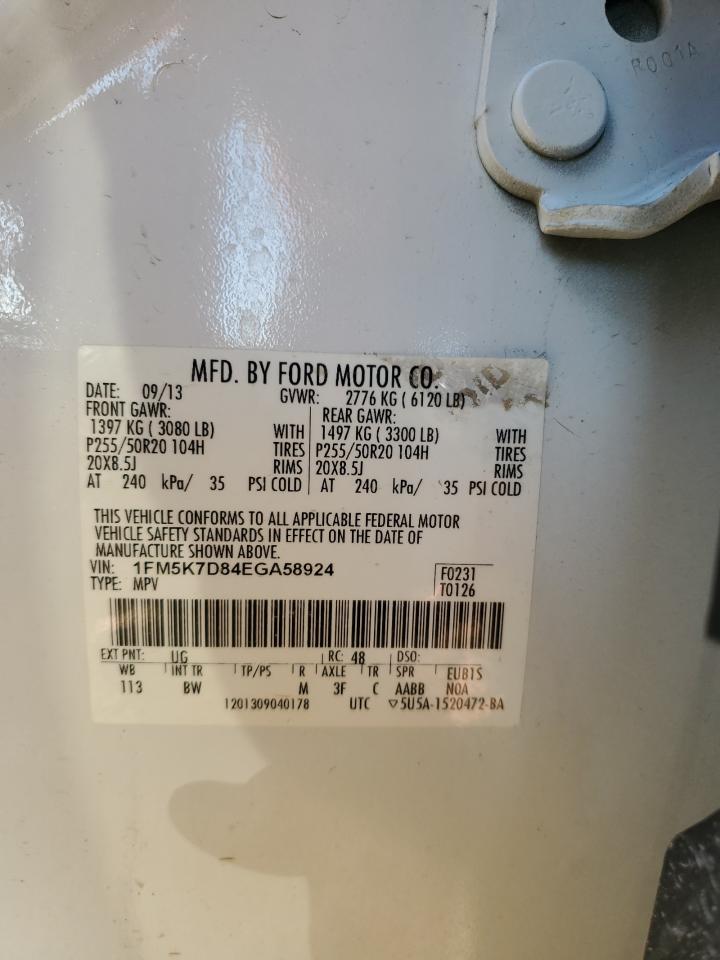 R001A
MFD. BY FORD MOTOR CO.
DATE: 09/13 GVWR: 2776 KG ( 6120 LB)
FRONT GAWR: REAR GAWR:
1397 KG ( 3080 LB) WITH 1497 KG ( 3300 LB) WITH
P255/50R20 104H TIRES P255/50R20 104H TIRES
20X8.5J RIMS 20X8.5J RIMS
AT 240 kPa/ 35 PSI COLD AT 240 kPa/ 35 PSI COLD
THIS VEHICLE CONFORMS TO ALL APPLICABLE FEDERAL MOTOR
VEHICLE SAFETY STANDARDS IN EFFECT ON THE DATE OF
MANUFACTURE SHOWN ABOVE.
VIN: 1FM5K7D84EGA58924 F0231
TYPE: MPV T0126
EXT PNT: UG RC: 48 DSO:
WB INT TR TP/PS R AXLE TR SPR EUBTS
113 BW M 3F C AABB N0A
1201309040178 UTC ▽5U5A-1520472-BA